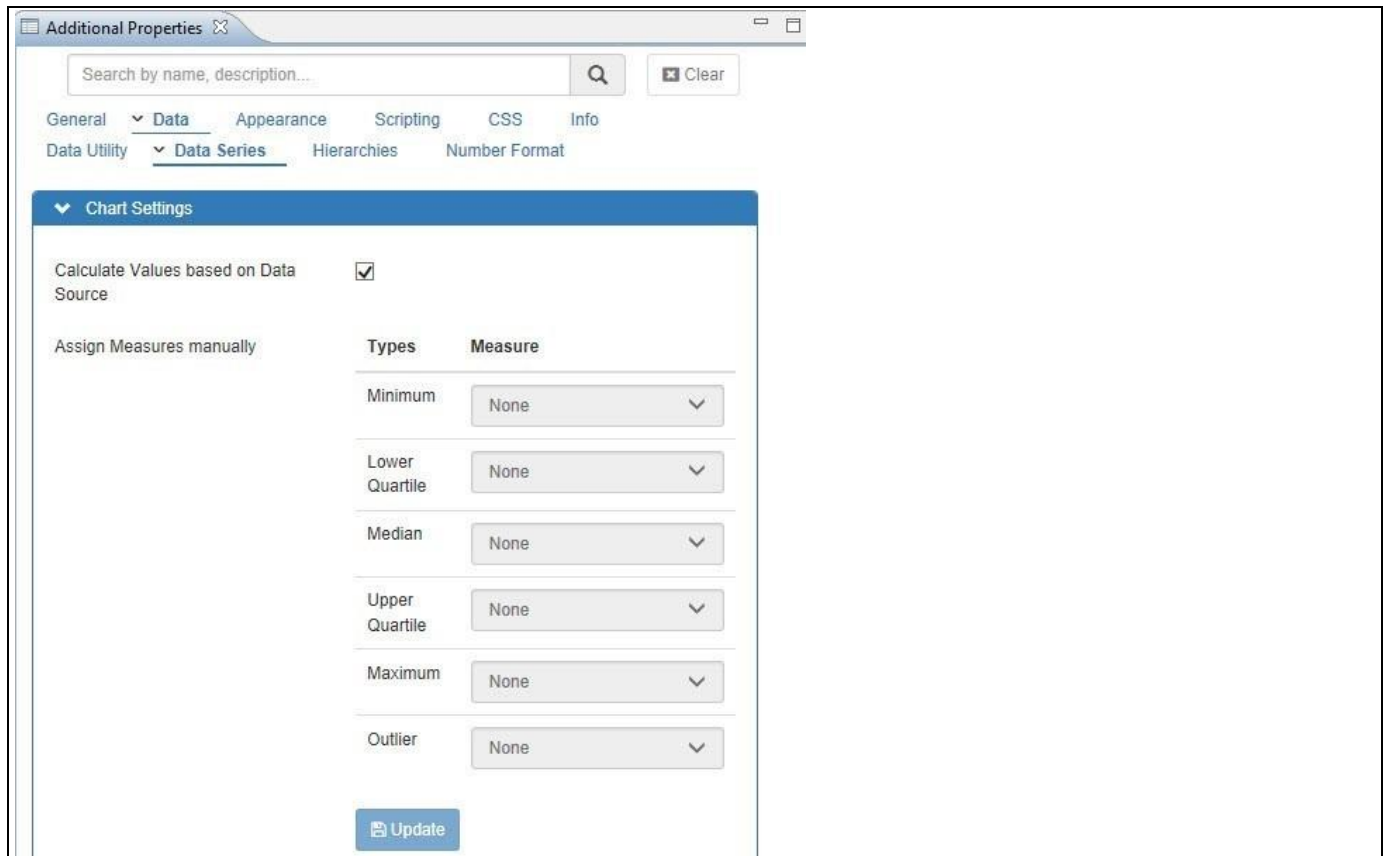 Additional Properties
Search by name, description...
Clear
General Data Appearance Scripting CSS Info
Data Utility Data Series Hierarchies Number Format
Chart Settings
Calculate Values based on Data
Source
Assign Measures manually Types Measure
Minimum None
Lower
Quartile None
Median None
Upper
Quartile None
Maximum None
Outlier None
Update